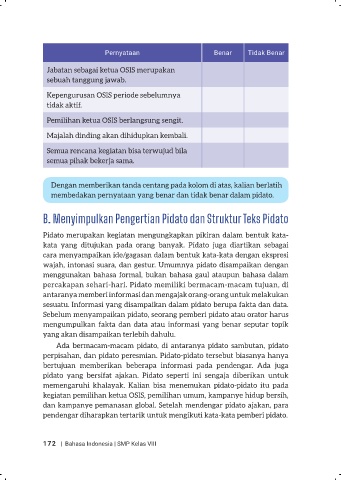 Pernyataan Benar Tidak Benar
Jabatan sebagai ketua OSIS merupakan
sebuah tanggung jawab.
Kepengurusan OSIS periode sebelumnya
tidak aktif.
Pemilihan ketua OSIS berlangsung sengit.
Majalah dinding akan dihidupkan kembali.
Semua rencana kegiatan bisa terwujud bila
semua pihak bekerja sama.
Dengan memberikan tanda centang pada kolom di atas, kalian berlatih
membedakan pernyataan yang benar dan tidak benar dalam pidato.
B. Menyimpulkan Pengertian Pidato dan Struktur Teks Pidato
Pidato merupakan kegiatan mengungkapkan pikiran dalam bentuk kata-
kata yang ditujukan pada orang banyak. Pidato juga diartikan sebagai
cara menyampaikan ide/gagasan dalam bentuk kata-kata dengan ekspresi
wajah, intonasi suara, dan gestur. Umumnya pidato disampaikan dengan
menggunakan bahasa formal, bukan bahasa gaul ataupun bahasa dalam
percakapan sehari-hari. Pidato memiliki bermacam-macam tujuan, di
antaranya memberi informasi dan mengajak orang-orang untuk melakukan
sesuatu. Informasi yang disampaikan dalam pidato berupa fakta dan data.
Sebelum menyampaikan pidato, seorang pemberi pidato atau orator harus
mengumpulkan fakta dan data atau informasi yang benar seputar topik
yang akan disampaikan terlebih dahulu.
Ada bermacam-macam pidato, di antaranya pidato sambutan, pidato
perpisahan, dan pidato peresmian. Pidato-pidato tersebut biasanya hanya
bertujuan memberikan beberapa informasi pada pendengar. Ada juga
pidato yang bersifat ajakan. Pidato seperti ini sengaja diberikan untuk
memengaruhi khalayak. Kalian bisa menemukan pidato-pidato itu pada
kegiatan pemilihan ketua OSIS, pemilihan umum, kampanye hidup bersih,
dan kampanye pemanasan global. Setelah mendengar pidato ajakan, para
pendengar diharapkan tertarik untuk mengikuti kata-kata pemberi pidato.
172 | Bahasa Indonesia | SMP Kelas VIII